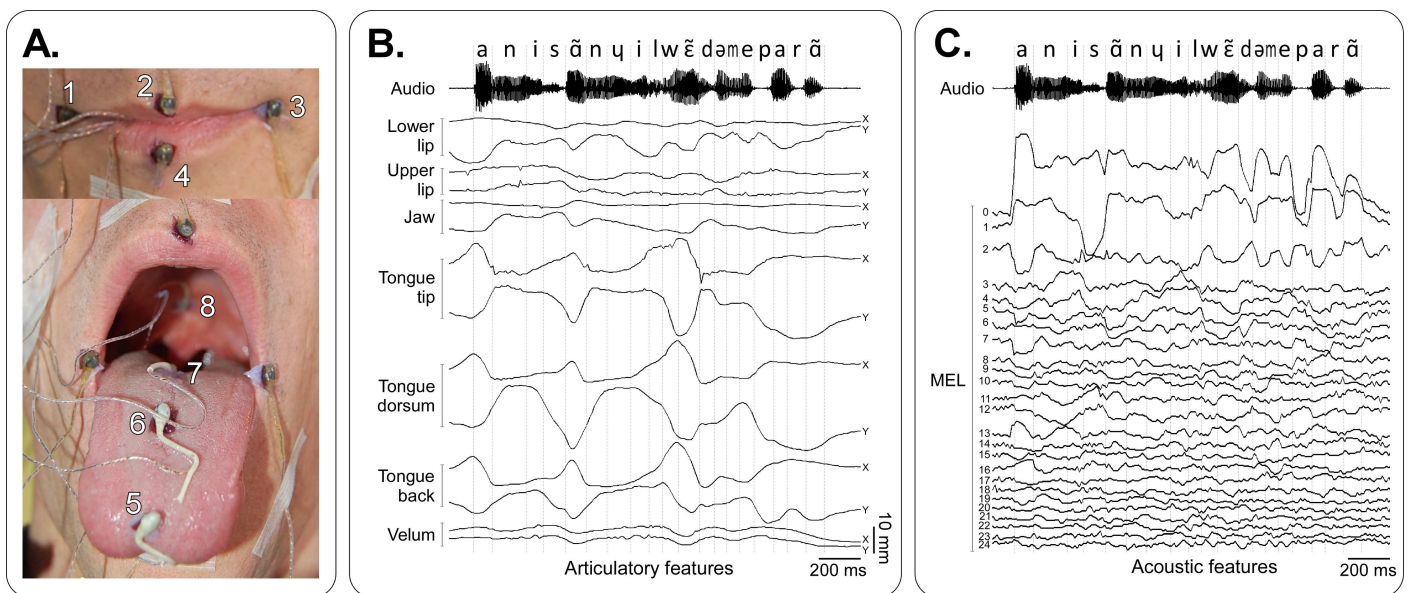 A.
1
2
3
4
8
7
6
5
B.
a n i s ɑ̃ n ɥ i l w ɛ̃ d ə m e p a r ɑ̃
Audio
Lower
lip
X
Y
Upper
lip
X
Y
Jaw
X
Y
Tongue
tip
X
Y
Tongue
dorsum
X
Y
Tongue
back
X
Y
Velum
X
Y
10 mm
Articulatory features
200 ms
C.
a n i s ɑ̃ n ɥ i l w ɛ̃ d ə m e p a r ɑ̃
Audio
0
1
2
3
4
5
6
7
8
9
MEL
10
11
12
13
14
15
16
17
18
19
20
21
22
23
24
Acoustic features
200 ms